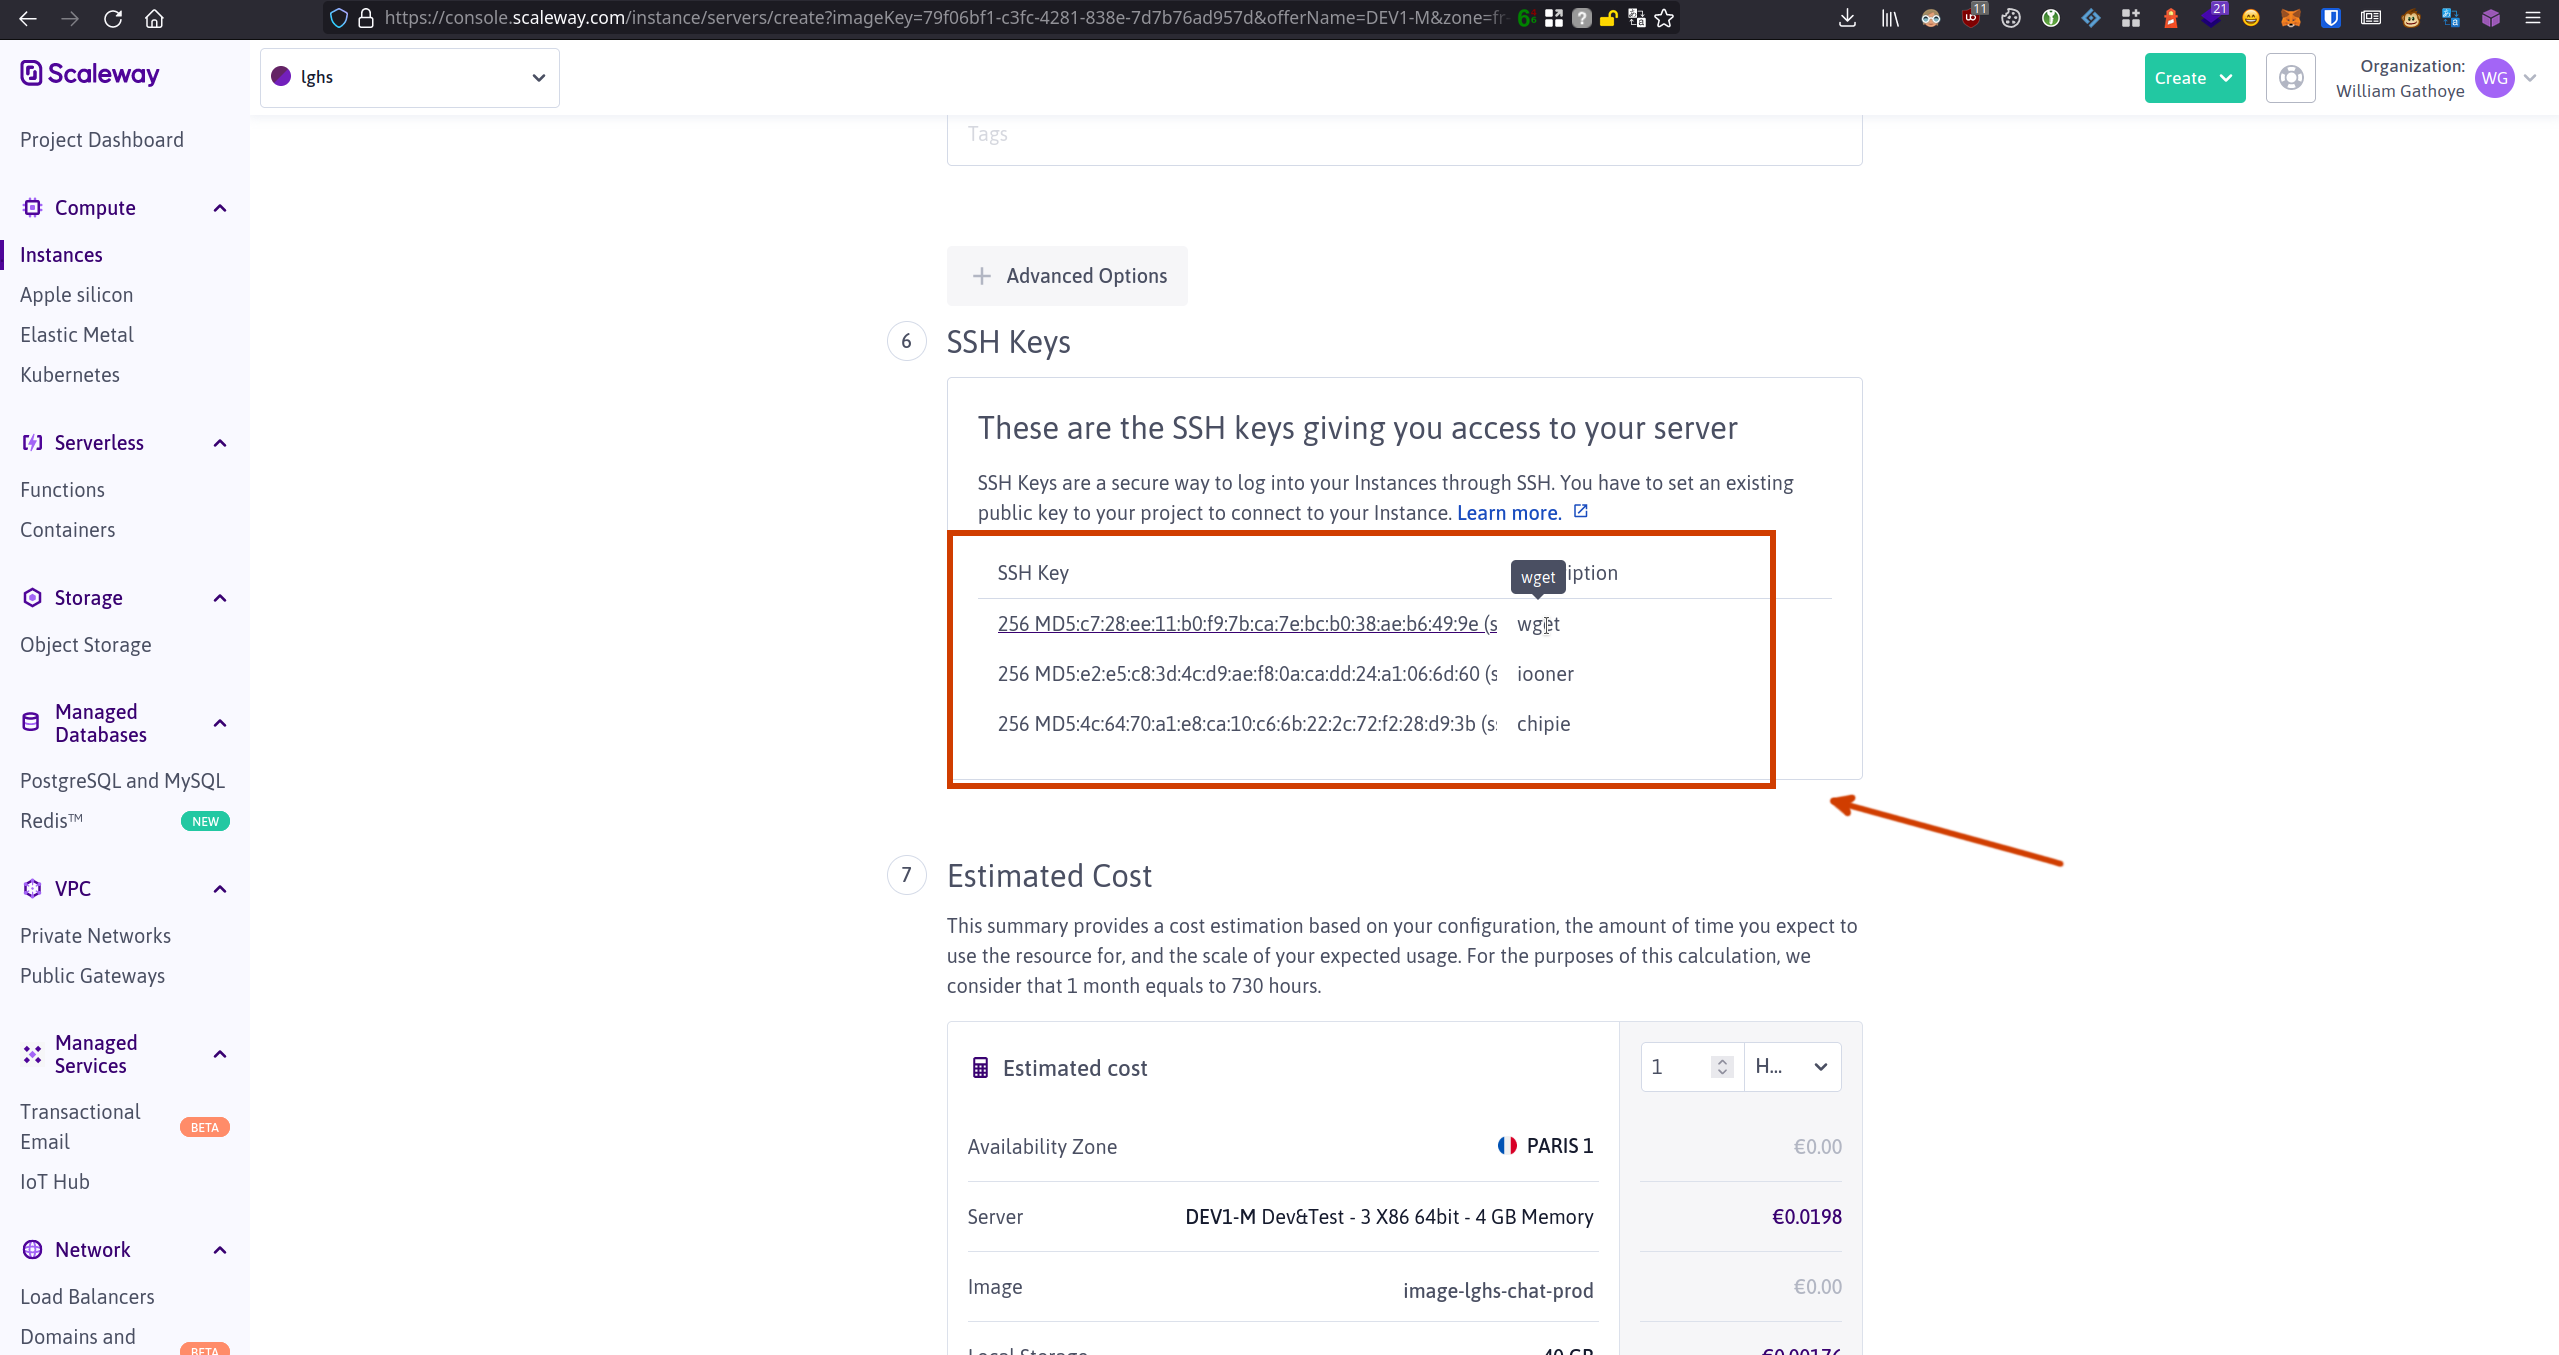 https://console.scaleway.com/instance/servers/create?imageKey=79f06bf1-c3fc-4281-838e-7d7b76ad957d&offerName=DEV1-M&zone=fr-
11
21
Scaleway
lghs
Create
Organization:
William Gathoye
WG
Project Dashboard
Compute
Instances
Apple silicon
Elastic Metal
Kubernetes
Serverless
Functions
Containers
Storage
Object Storage
Managed
Databases
PostgreSQL and MySQL
Redis™ NEW
VPC
Private Networks
Public Gateways
Managed
Services
Transactional
Email
BETA
IoT Hub
Network
Load Balancers
Domains and
BETA
Tags
Advanced Options
6 SSH Keys
These are the SSH keys giving you access to your server
SSH Keys are a secure way to log into your Instances through SSH. You have to set an existing
public key to your project to connect to your Instance. Learn more.
SSH Key iption
wget
256 MD5:c7:28:ee:11:b0:f9:7b:ca:7e:bc:b0:38:ae:b6:49:9e (s wget
256 MD5:e2:e5:c8:3d:4c:d9:ae:f8:0a:ca:dd:24:a1:06:6d:60 (s iooner
256 MD5:4c:64:70:a1:e8:ca:10:c6:6b:22:2c:72:f2:28:d9:3b (s chipie
7 Estimated Cost
This summary provides a cost estimation based on your configuration, the amount of time you expect to
use the resource for, and the scale of your expected usage. For the purposes of this calculation, we
consider that 1 month equals to 730 hours.
Estimated cost 1 H...
Availability Zone PARIS 1 €0.00
Server DEV1-M Dev&Test - 3 X86 64bit - 4 GB Memory €0.0198
Image image-lghs-chat-prod €0.00
Local Storage 40 GB €0.00176